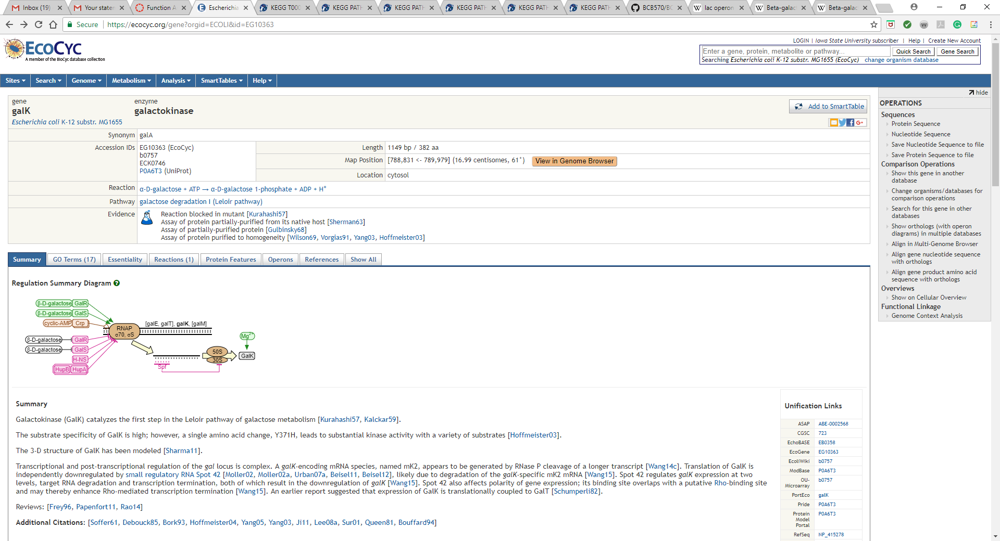 Inbox (19)
Your stater
Function A
Escherichia
KEGG T000
KEGG PATH
KEGG PATH
KEGG PATH
KEGG PATH
KEGG PATH
BCB570/BC
lac operon
Beta-galac
Beta-galac
Secure https://ecocyc.org/gene?orgid=ECOLI&id=EG10363
EcoCyc
A member of the BioCyc database collection
LOGIN | Iowa State University subscriber | Help | Create New Account
Enter a gene, protein, metabolite or pathway... Quick Search Gene Search
Searching Escherichia coli K-12 substr. MG1655 (EcoCyc) change organism database
Sites Search Genome Metabolism Analysis SmartTables Help
gene enzyme
galK galactokinase
Escherichia coli K-12 substr. MG1655
Add to SmartTable
Synonym galA
Accession IDs EG10363 (EcoCyc)
b0757
ECK0746
P0A6T3 (UniProt)
Length 1149 bp / 382 aa
Map Position [788,831 <- 789,979] (16.99 centisomes, 61°) View in Genome Browser
Location cytosol
Reaction α-D-galactose + ATP → α-D-galactose 1-phosphate + ADP + H+
Pathway galactose degradation I (Leloir pathway)
Evidence Reaction blocked in mutant [Kurahashi57]
Assay of protein partially-purified from its native host [Sherman63]
Assay of partially-purified protein [Gulbinsky68]
Assay of protein purified to homogeneity [Wilson69, Vorgias91, Yang03, Hoffmeister03]
Summary GO Terms (17) Essentiality Reactions (1) Protein Features Operons References Show All
Regulation Summary Diagram
β-D-galactose GalR
β-D-galactose GalS
cyclic-AMP Crp
β-D-galactose GalR
β-D-galactose GalS
H-NS
HupB HupA
RNAP
σ70, σS
[galE, galT], galK, [galM]
Spf
50S
30S
Mg2+
GalK
Summary
Galactokinase (GalK) catalyzes the first step in the Leloir pathway of galactose metabolism [Kurahashi57, Kalckar59].
The substrate specificity of GalK is high; however, a single amino acid change, Y371H, leads to substantial kinase activity with a variety of substrates [Hoffmeister03].
The 3-D structure of GalK has been modeled [Sharma11].
Transcriptional and post-transcriptional regulation of the gal locus is complex. A galK-encoding mRNA species, named mK2, appears to be generated by RNase P cleavage of a longer transcript [Wang14c]. Translation of GalK is
independently downregulated by small regulatory RNA Spot 42 [Moller02, Moller02a, Urban07a, Beisel11, Beisel12], likely due to degradation of the galK-specific mK2 mRNA [Wang15]. Spot 42 regulates galK expression at two
levels, target RNA degradation and transcription termination, both of which result in the downregulation of galK [Wang15]. Spot 42 also affects polarity of gene expression; its binding site overlaps with a putative Rho-binding site
and may thereby enhance Rho-mediated transcription termination [Wang15]. An earlier report suggested that expression of GalK is translationally coupled to GalT [Schumperli82].
Reviews: [Frey96, Papenfort11, Rao14]
Additional Citations: [Soffer61, Debouck85, Bork93, Hoffmeister04, Yang05, Yang03, Ji11, Lee08a, Sur01, Queen81, Bouffard94]
Unification Links
ASAP ABE-0002568
CGSC 723
EchoBASE EB0358
EcoGene EG10363
EcoliWiki b0757
ModBase P0A6T3
OU-Microarray b0757
PortEco galK
Pride P0A6T3
Protein Model Portal P0A6T3
RefSeq NP_415278
hide
OPERATIONS
Sequences
Protein Sequence
Nucleotide Sequence
Save Nucleotide Sequence to file
Save Protein Sequence to file
Comparison Operations
Show this gene in another
database
Change organisms/databases for
comparison operations
Search for this gene in other
databases
Show orthologs (with operon
diagrams) in multiple databases
Align in Multi-Genome Browser
Align gene nucleotide sequence
with orthologs
Align gene product amino acid
sequence with orthologs
Overviews
Show on Cellular Overview
Functional Linkage
Genome Context Analysis